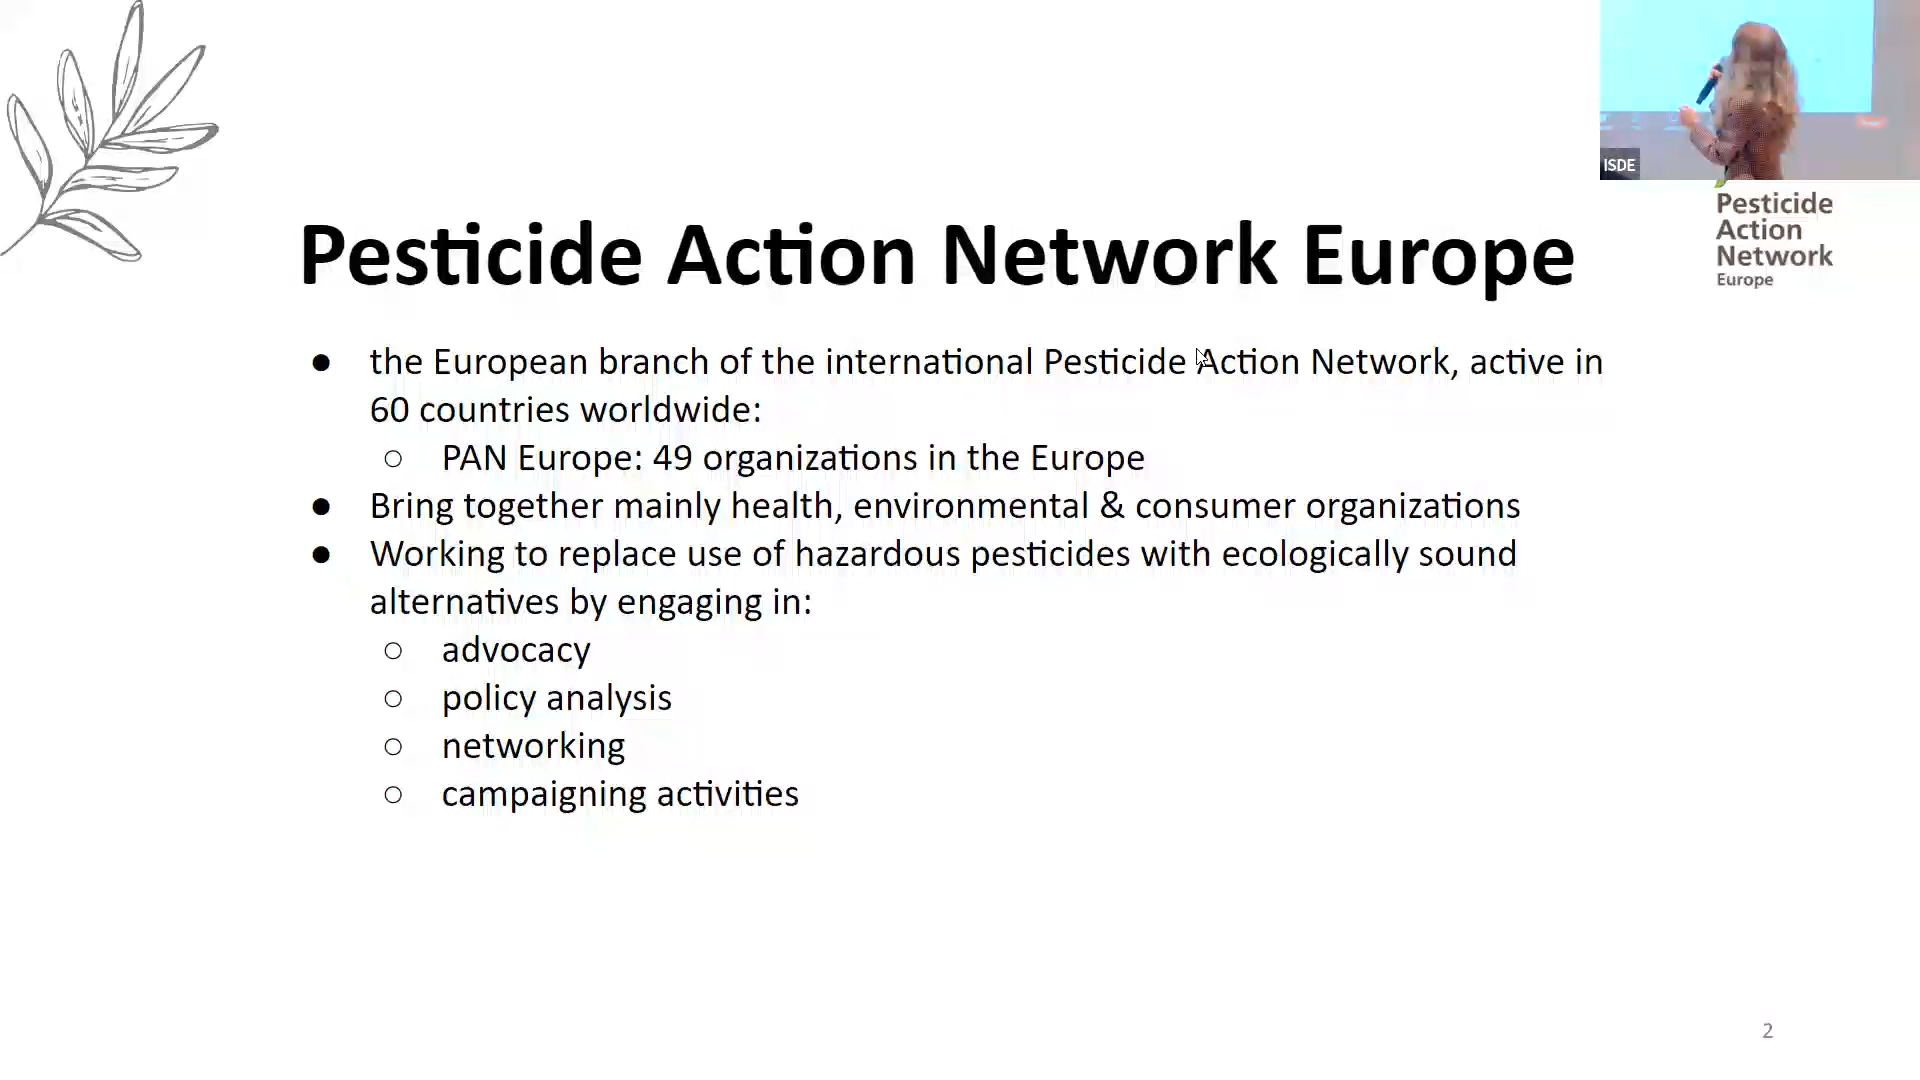 ISDE
Pesticide
Action
Network
Europe
Pesticide Action Network Europe
● the European branch of the international Pesticide Action Network, active in
60 countries worldwide:
○ PAN Europe: 49 organizations in the Europe
● Bring together mainly health, environmental & consumer organizations
● Working to replace use of hazardous pesticides with ecologically sound
alternatives by engaging in:
○ advocacy
○ policy analysis
○ networking
○ campaigning activities
2